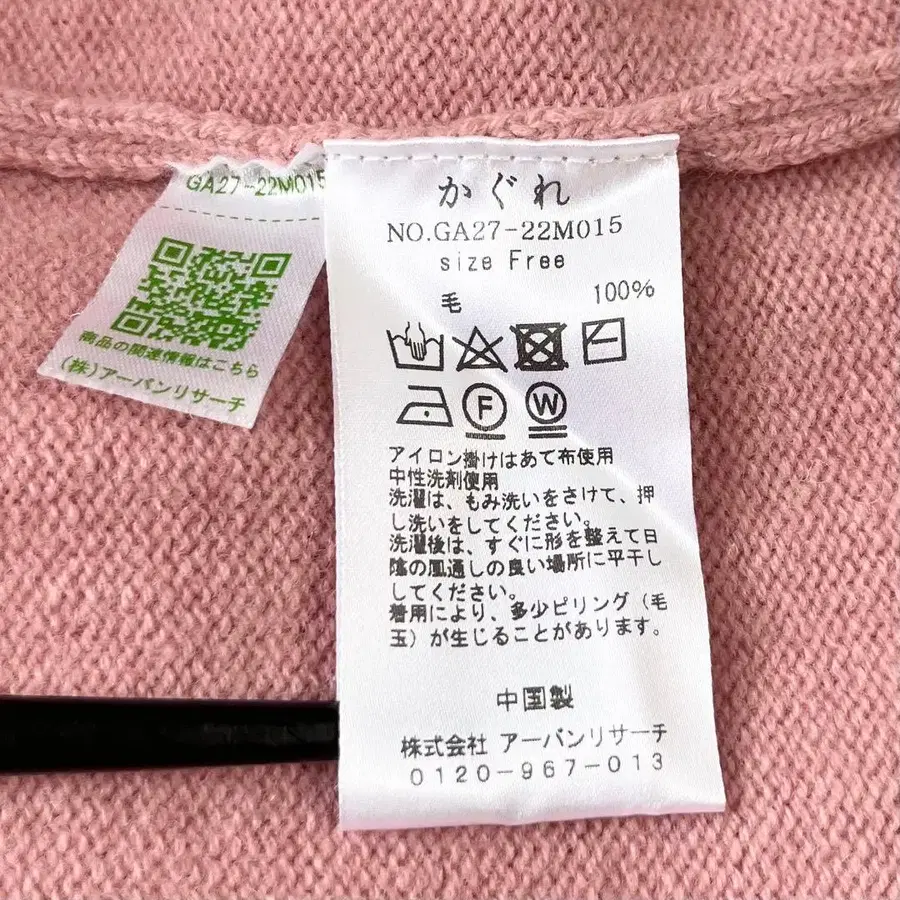 GA27-22M015
商品の関連情報はこちら
(株)アーバンリサーチ
かぐれ
NO.GA27-22M015
size Free
毛 100%
F W
アイロン掛けはあて布使用
中性洗剤使用
洗濯は、もみ洗いをさけて、押
し洗いをしてください。
洗濯後は、すぐに形を整えて日
陰の風通しの良い場所に平干し
してください。
着用により、多少ピリング(毛
玉)が生じることがあります。
中国製
株式会社 アーバンリサーチ
0120-967-013